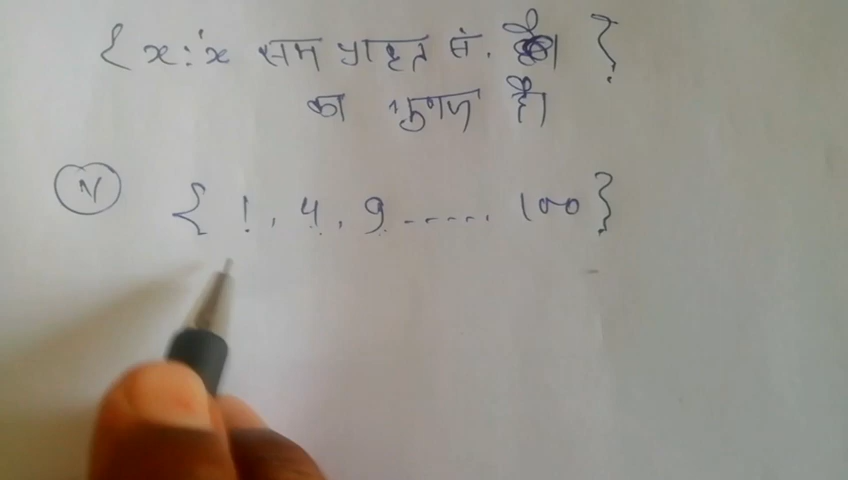 { x : x सम प्राकृत सं. }
का गुणज है।
(V) { 1, 4, 9 ...... 100 }